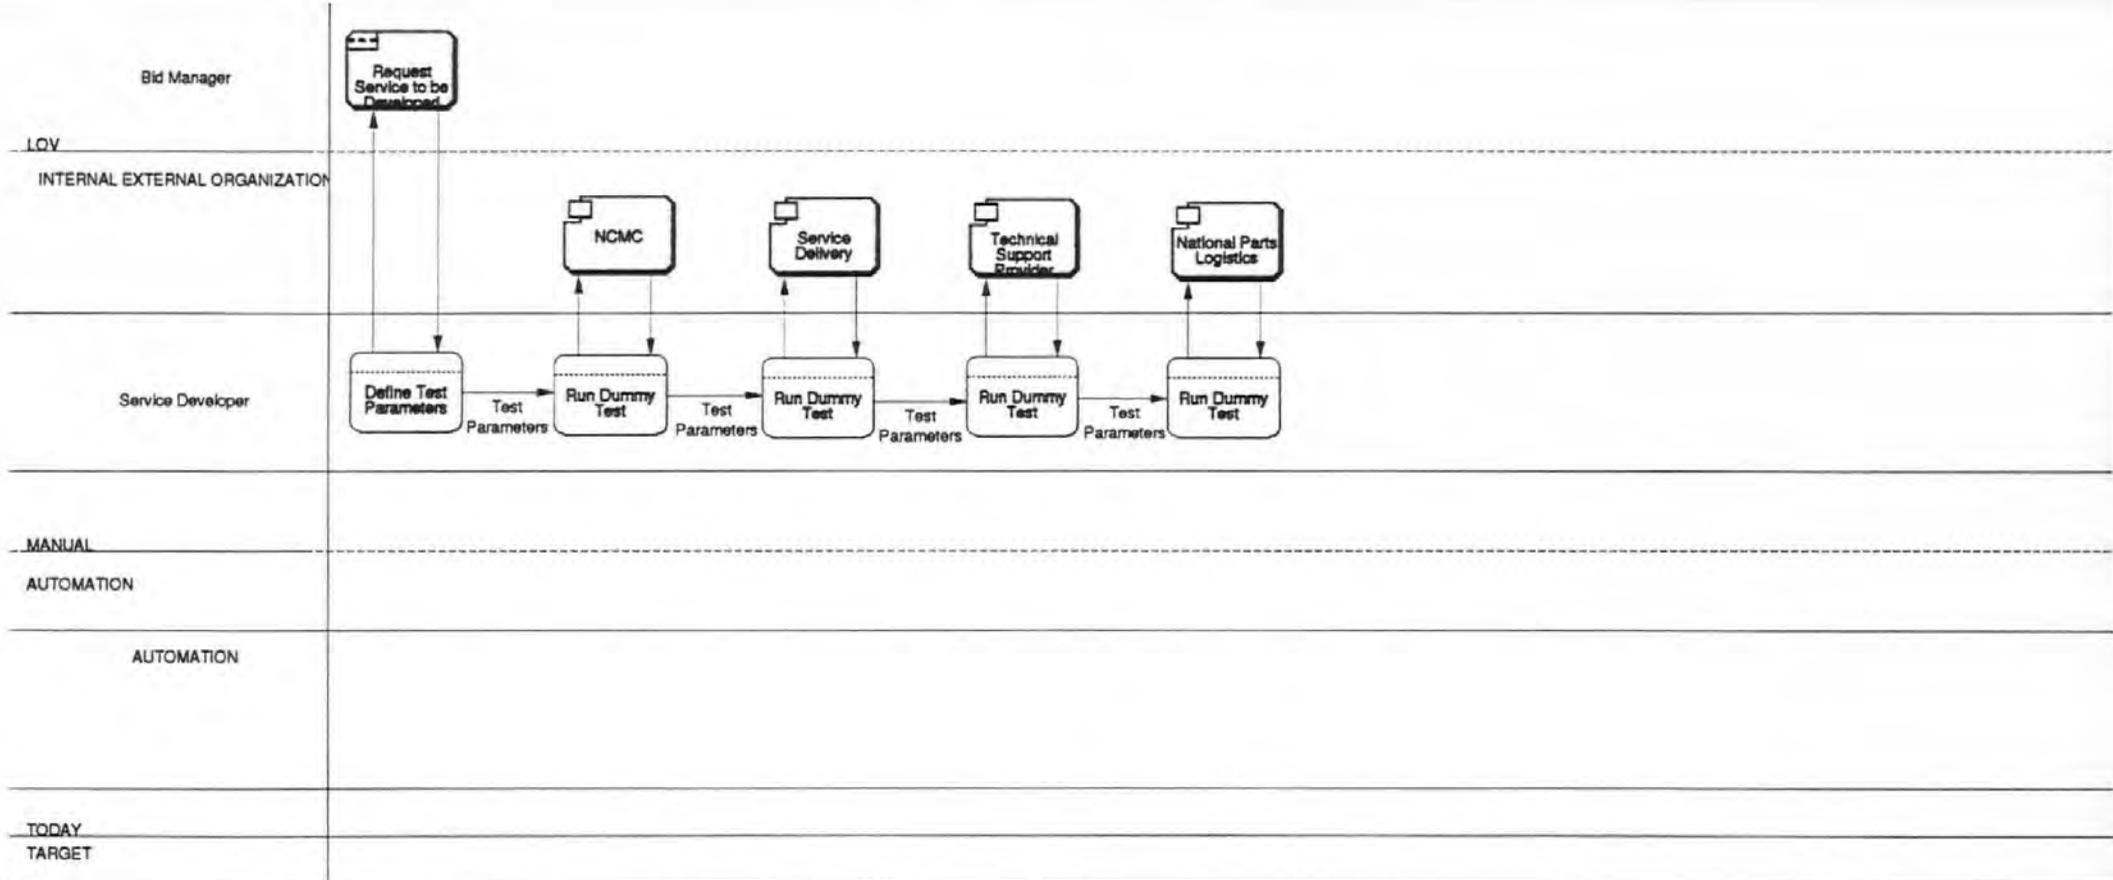 Bid Manager
Request
Service to be
Developed
LOV
INTERNAL EXTERNAL ORGANIZATION
NCMC
Service
Delivery
Technical
Support
Provider
National Parts
Logistics
Service Developer
Define Test
Parameters
Test
Parameters
Run Dummy
Test
Test
Parameters
Run Dummy
Test
Test
Parameters
Run Dummy
Test
Test
Parameters
Run Dummy
Test
MANUAL
AUTOMATION
AUTOMATION
TODAY
TARGET